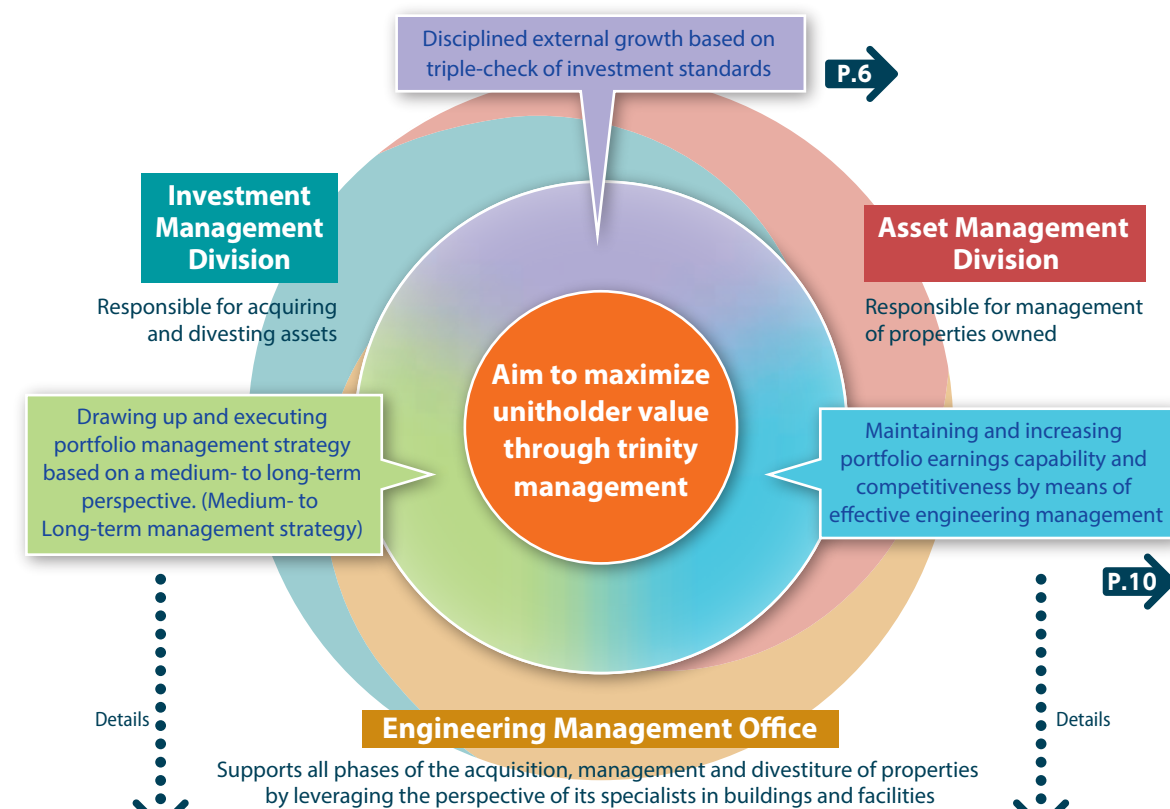 Disciplined external growth based on
triple-check of investment standards
P.6
Investment
Management
Division
Responsible for acquiring
and divesting assets
Asset Management
Division
Responsible for management
of properties owned
Aim to maximize
unitholder value
through trinity
management
Drawing up and executing
portfolio management strategy
based on a medium- to long-term
perspective. (Medium- to
Long-term management strategy)
Maintaining and increasing
portfolio earnings capability and
competitiveness by means of
effective engineering management
P.10
Details
Details
Engineering Management Office
Supports all phases of the acquisition, management and divestiture of properties
by leveraging the perspective of its specialists in buildings and facilities